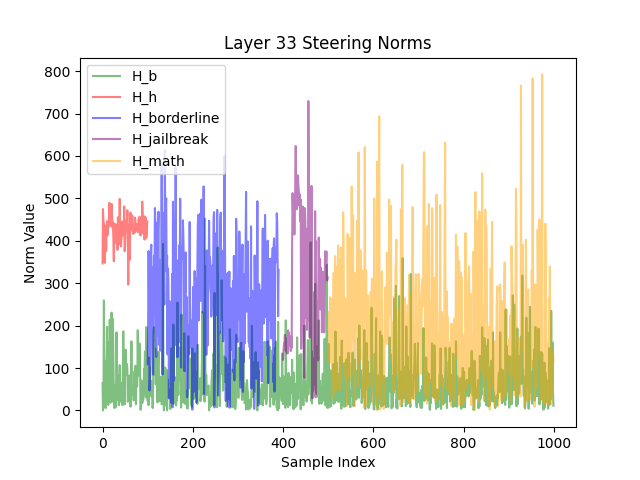 Layer 33 Steering Norms
H_b
H_h
H_borderline
H_jailbreak
H_math
Norm Value
800
700
600
500
400
300
200
100
0
0 200 400 600 800 1000
Sample Index